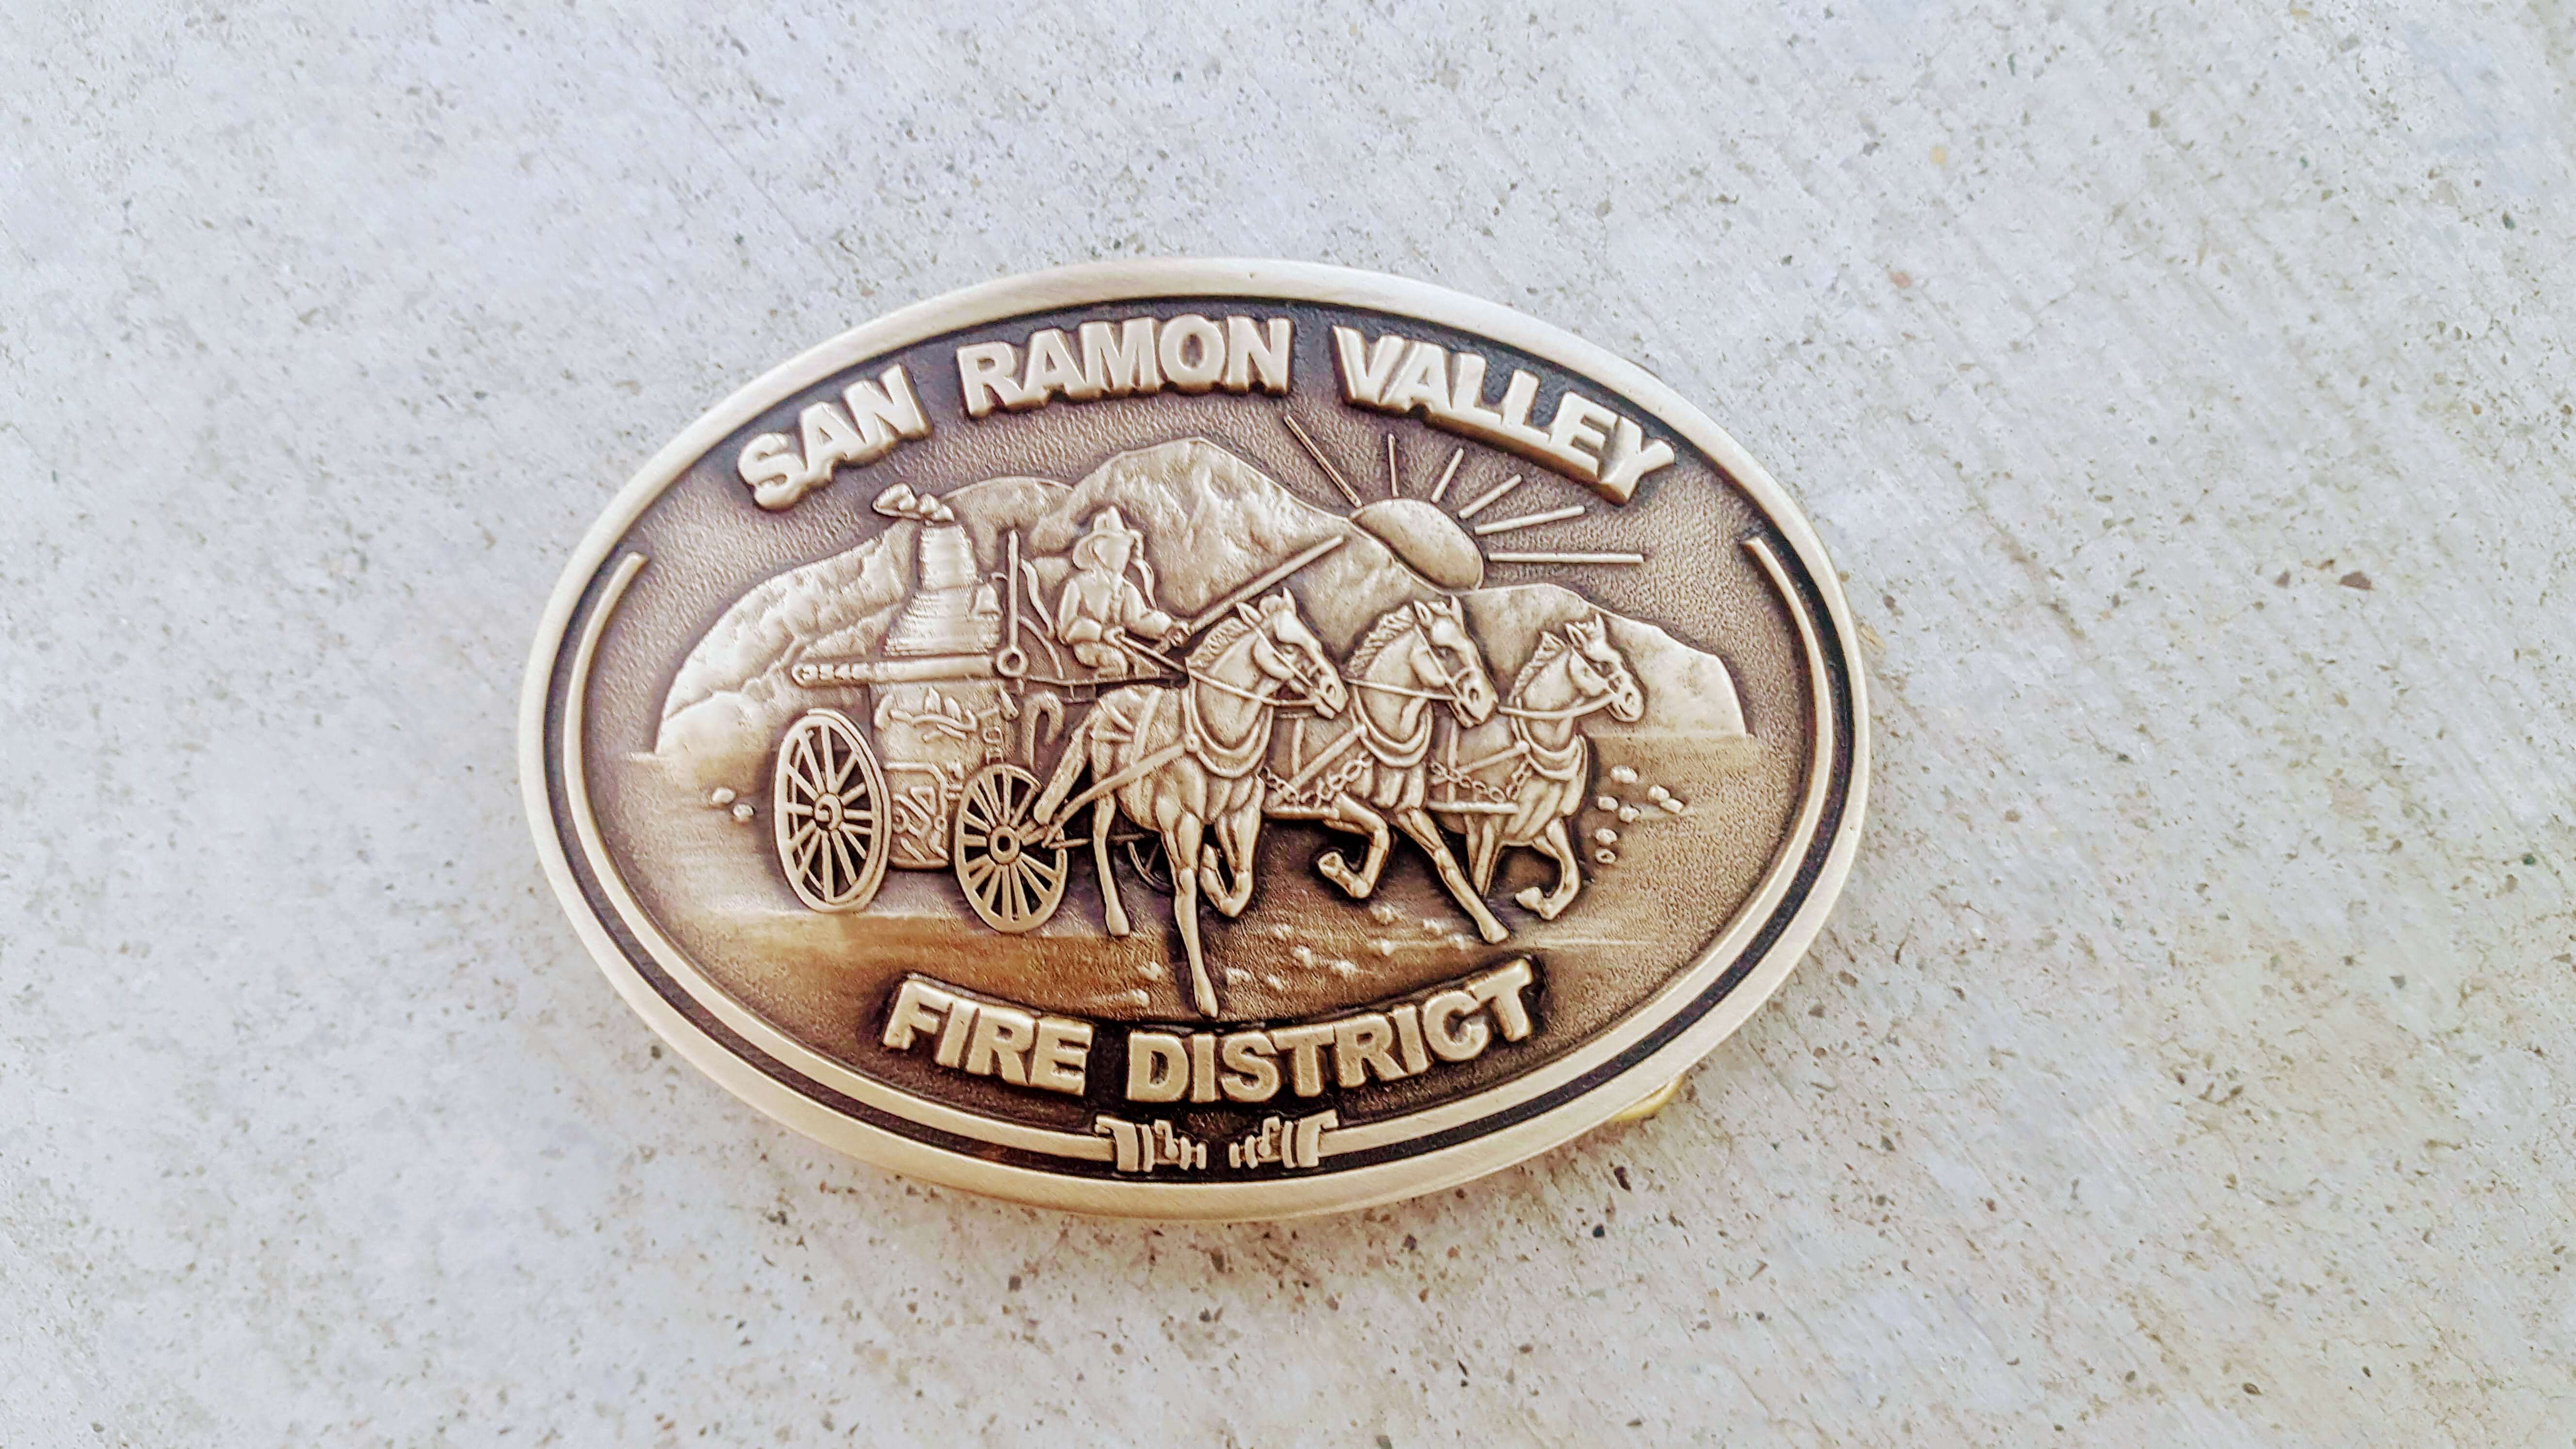 SAN RAMON VALLEY
FIRE DISTRICT